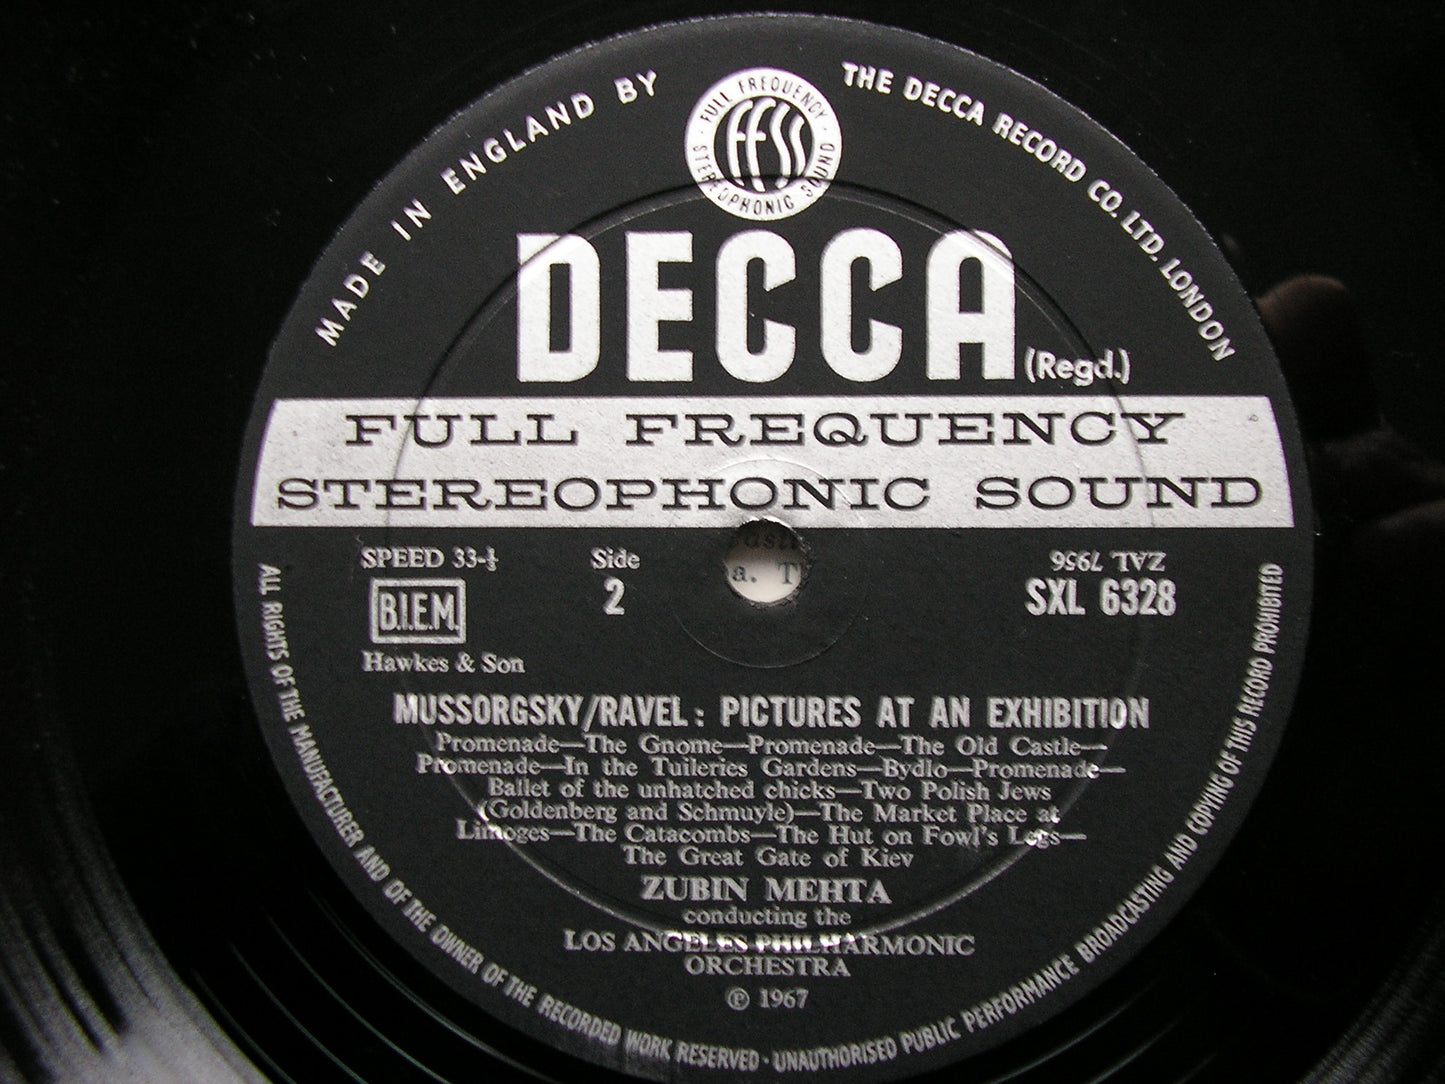 MADE IN ENGLAND BY
THE DECCA RECORD CO. LTD. LONDON
FULL FREQUENCY
FFSS
STEREOPHONIC SOUND
DECCA
(Regd.)
FULL FREQUENCY
STEREOPHONIC SOUND
SPEED 33-⅓
Side
2
ZAL 7956
SXL 6328
B.I.E.M.
Hawkes & Son
MUSSORGSKY/RAVEL: PICTURES AT AN EXHIBITION
Promenade—The Gnome—Promenade—The Old Castle—
Promenade—In the Tuileries Gardens—Bydlo—Promenade—
Ballet of the unhatched chicks—Two Polish Jews
(Goldenberg and Schmuyle)—The Market Place at
Limoges—The Catacombs—The Hut on Fowl's Legs—
The Great Gate of Kiev
ZUBIN MEHTA
conducting the
LOS ANGELES PHILHARMONIC
ORCHESTRA
℗ 1967
ALL RIGHTS OF THE MANUFACTURER AND OF THE OWNER OF THE RECORDED WORK RESERVED · UNAUTHORISED PUBLIC PERFORMANCE BROADCASTING AND COPYING OF THIS RECORD PROHIBITED